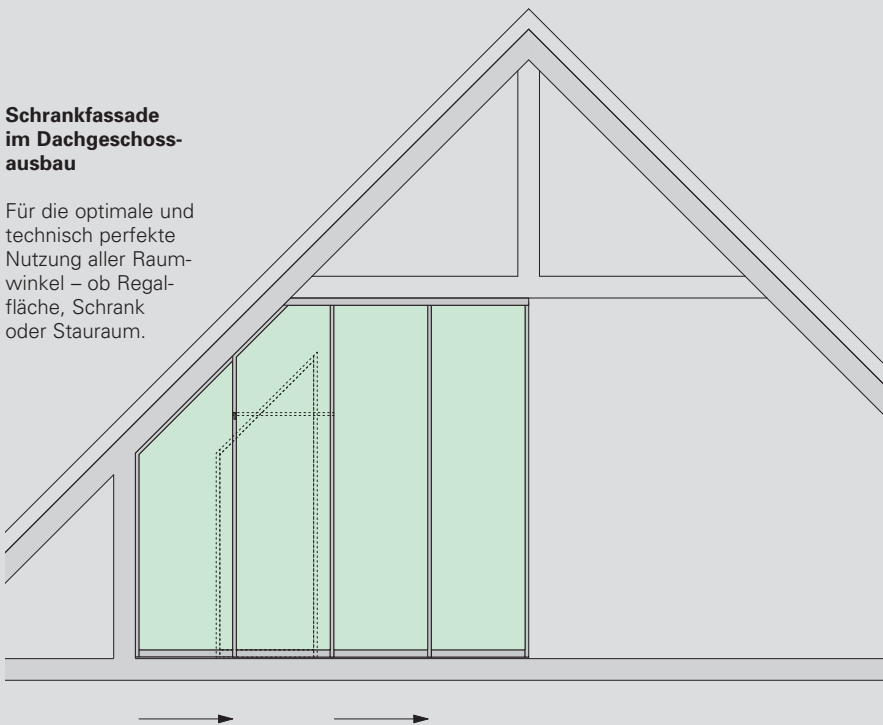 Schrankfassade
im Dachgeschoss-
ausbau
Für die optimale und
technisch perfekte
Nutzung aller Raum-
winkel – ob Regal-
fläche, Schrank
oder Stauraum.